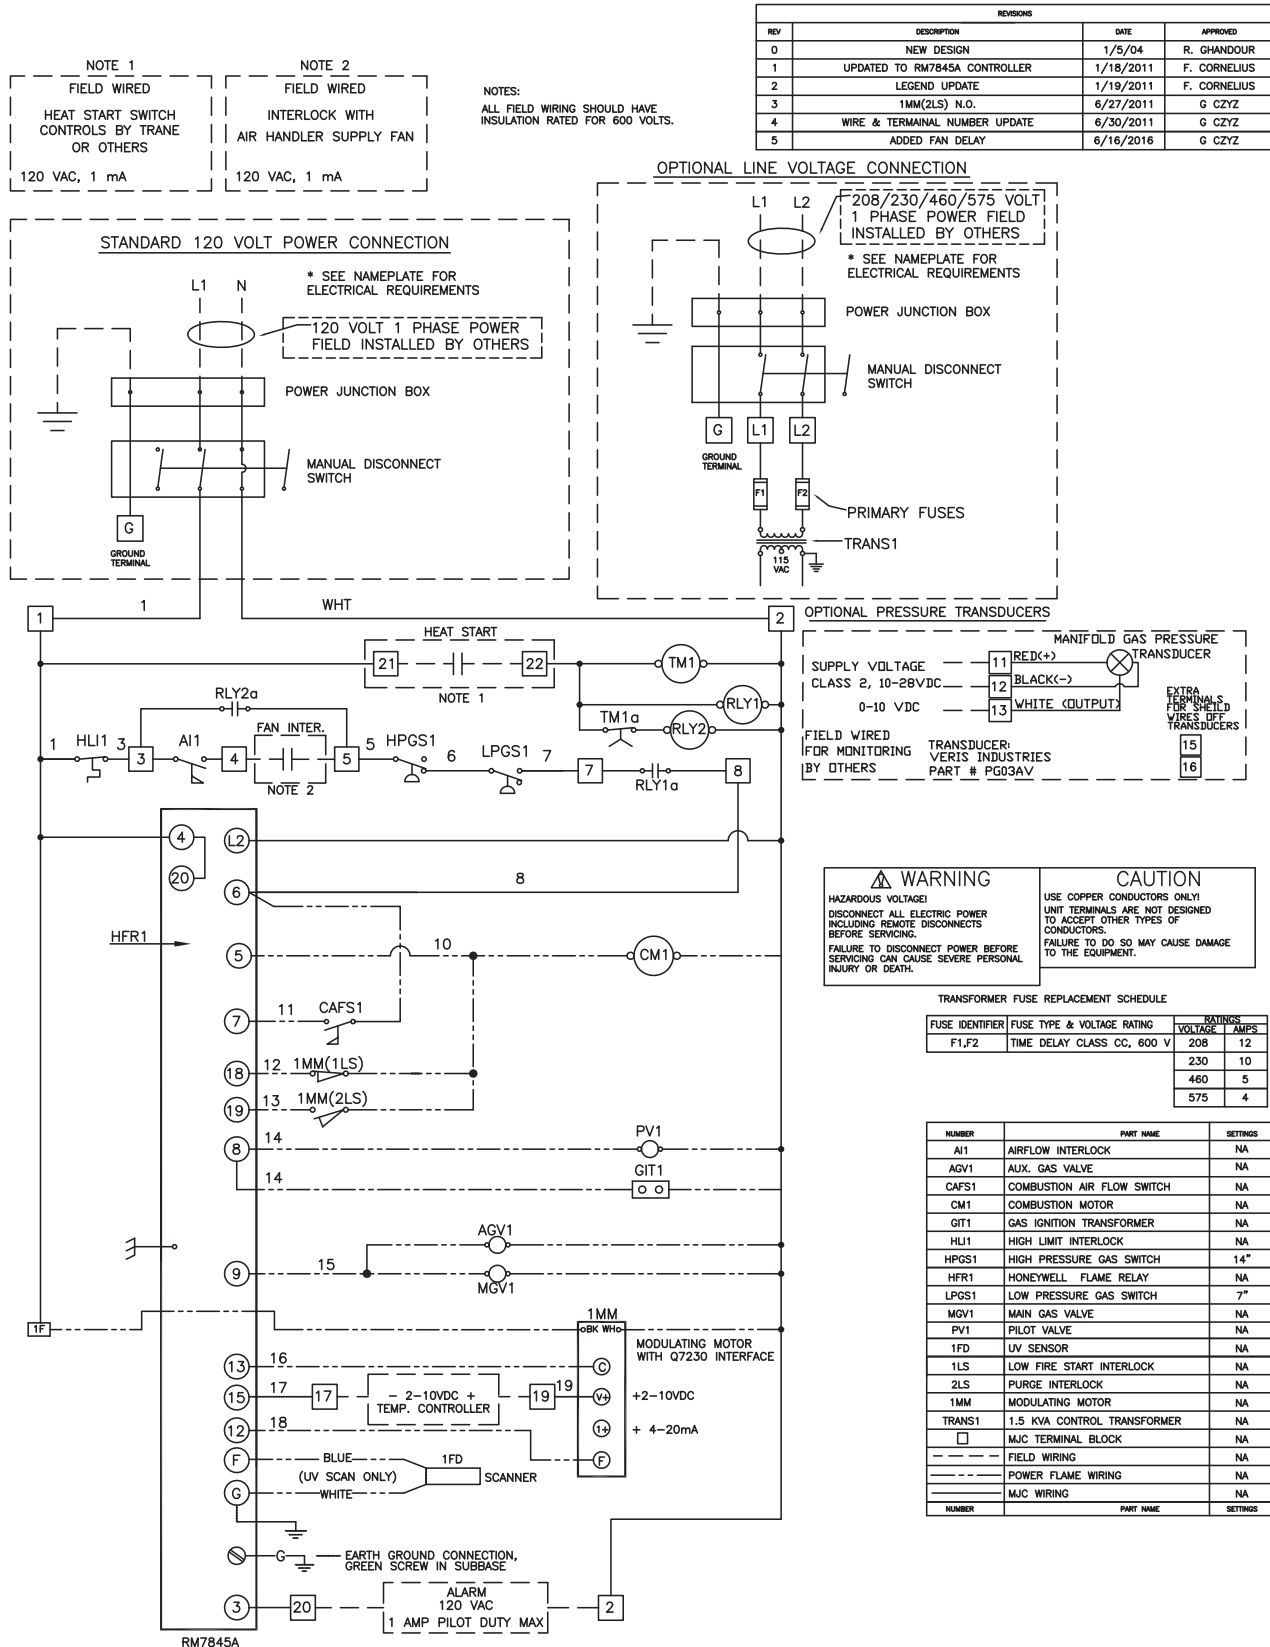 REVISIONS
REV DESCRIPTION DATE APPROVED
0 NEW DESIGN 1/5/04 R. GHANDOUR
1 UPDATED TO RM7845A CONTROLLER 1/18/2011 F. CORNELIUS
2 LEGEND UPDATE 1/19/2011 F. CORNELIUS
3 1MM(2LS) N.O. 6/27/2011 G CZYZ
4 WIRE & TERMAINAL NUMBER UPDATE 6/30/2011 G CZYZ
5 ADDED FAN DELAY 6/16/2016 G CZYZ
NOTE 1
FIELD WIRED
HEAT START SWITCH
CONTROLS BY TRANE
OR OTHERS
120 VAC, 1 mA
NOTE 2
FIELD WIRED
INTERLOCK WITH
AIR HANDLER SUPPLY FAN
120 VAC, 1 mA
NOTES:
ALL FIELD WIRING SHOULD HAVE
INSULATION RATED FOR 600 VOLTS.
STANDARD 120 VOLT POWER CONNECTION
L1 N
* SEE NAMEPLATE FOR
ELECTRICAL REQUIREMENTS
120 VOLT 1 PHASE POWER
FIELD INSTALLED BY OTHERS
POWER JUNCTION BOX
MANUAL DISCONNECT
SWITCH
G
GROUND
TERMINAL
OPTIONAL LINE VOLTAGE CONNECTION
L1 L2
208/230/460/575 VOLT
1 PHASE POWER FIELD
INSTALLED BY OTHERS
* SEE NAMEPLATE FOR
ELECTRICAL REQUIREMENTS
POWER JUNCTION BOX
MANUAL DISCONNECT
SWITCH
G L1 L2
GROUND
TERMINAL
F1 F2
PRIMARY FUSES
TRANS1
115
VAC
1 1 WHT 2
HEAT START
21 22
NOTE 1
TM1
RLY1
TM1a RLY2
RLY2a
1 HLI1 3 3 AI1 4 FAN INTER. 5 5 HPGS1 6 LPGS1 7 7 RLY1a 8
NOTE 2
OPTIONAL PRESSURE TRANSDUCERS
MANIFOLD GAS PRESSURE
TRANSDUCER
SUPPLY VOLTAGE
CLASS 2, 10-28VDC
0-10 VDC
11 RED(+)
12 BLACK(-)
13 WHITE (OUTPUT)
EXTRA
TERMINALS
FOR SHEILD
WIRES OFF
TRANSDUCERS
15
16
FIELD WIRED
FOR MONITORING
BY OTHERS
TRANSDUCER:
VERIS INDUSTRIES
PART # PG03AV
4 L2
20 6 8
HFR1
5 10 CM1
7 11 CAFS1
18 12 1MM(1LS)
19 13 1MM(2LS)
8 14 PV1
14 GIT1
AGV1
9 15
MGV1
1F
1MM
BK WH
MODULATING MOTOR
WITH Q7230 INTERFACE
13 16 C
15 17 17 - 2-10VDC + 19 19 V+ +2-10VDC
TEMP. CONTROLLER
1+ + 4-20mA
12 18 F
F BLUE 1FD
(UV SCAN ONLY) SCANNER
G WHITE
G EARTH GROUND CONNECTION,
GREEN SCREW IN SUBBASE
3 20 ALARM 2
120 VAC
1 AMP PILOT DUTY MAX
RM7845A
WARNING
HAZARDOUS VOLTAGE!
DISCONNECT ALL ELECTRIC POWER
INCLUDING REMOTE DISCONNECTS
BEFORE SERVICING.
FAILURE TO DISCONNECT POWER BEFORE
SERVICING CAN CAUSE SEVERE PERSONAL
INJURY OR DEATH.
CAUTION
USE COPPER CONDUCTORS ONLY!
UNIT TERMINALS ARE NOT DESIGNED
TO ACCEPT OTHER TYPES OF
CONDUCTORS.
FAILURE TO DO SO MAY CAUSE DAMAGE
TO THE EQUIPMENT.
TRANSFORMER FUSE REPLACEMENT SCHEDULE
FUSE IDENTIFIER FUSE TYPE & VOLTAGE RATING RATINGS
VOLTAGE AMPS
F1,F2 TIME DELAY CLASS CC, 600 V 208 12
230 10
460 5
575 4
NUMBER PART NAME SETTINGS
AI1 AIRFLOW INTERLOCK NA
AGV1 AUX. GAS VALVE NA
CAFS1 COMBUSTION AIR FLOW SWITCH NA
CM1 COMBUSTION MOTOR NA
GIT1 GAS IGNITION TRANSFORMER NA
HLI1 HIGH LIMIT INTERLOCK NA
HPGS1 HIGH PRESSURE GAS SWITCH 14"
HFR1 HONEYWELL FLAME RELAY NA
LPGS1 LOW PRESSURE GAS SWITCH 7"
MGV1 MAIN GAS VALVE NA
PV1 PILOT VALVE NA
1FD UV SENSOR NA
1LS LOW FIRE START INTERLOCK NA
2LS PURGE INTERLOCK NA
1MM MODULATING MOTOR NA
TRANS1 1.5 KVA CONTROL TRANSFORMER NA
MJC TERMINAL BLOCK NA
FIELD WIRING NA
POWER FLAME WIRING NA
MJC WIRING NA
NUMBER PART NAME SETTINGS